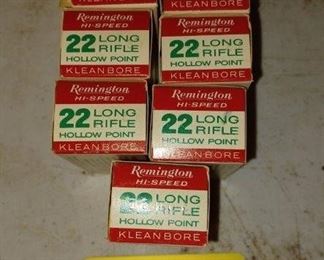 KLEANBORE
Remington
HI-SPEED
22 LONG
RIFLE
HOLLOW POINT
KLEANBORE
Remington
HI-SPEED
22 LONG
RIFLE
HOLLOW POINT
KLEANBORE
Remington
HI-SPEED
22 LONG
RIFLE
HOLLOW POINT
KLEANBORE
Remington
HI-SPEED
22 LONG
RIFLE
HOLLOW POINT
KLEANBORE
Remington
HI-SPEED
22 LONG
RIFLE
HOLLOW POINT
KLEANBORE